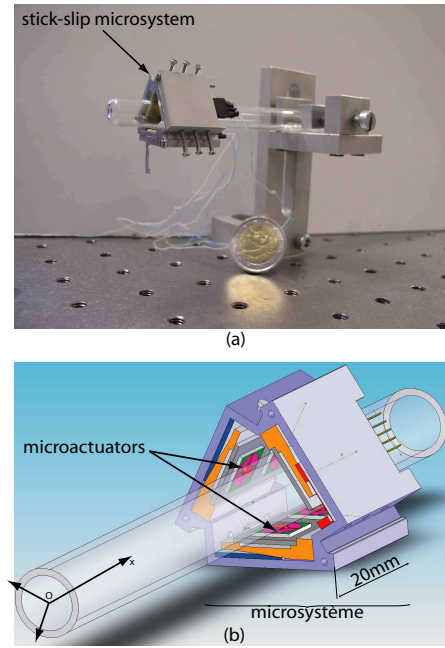 stick-slip microsystem
(a)
microactuators
x
O
20mm
microsystème
(b)